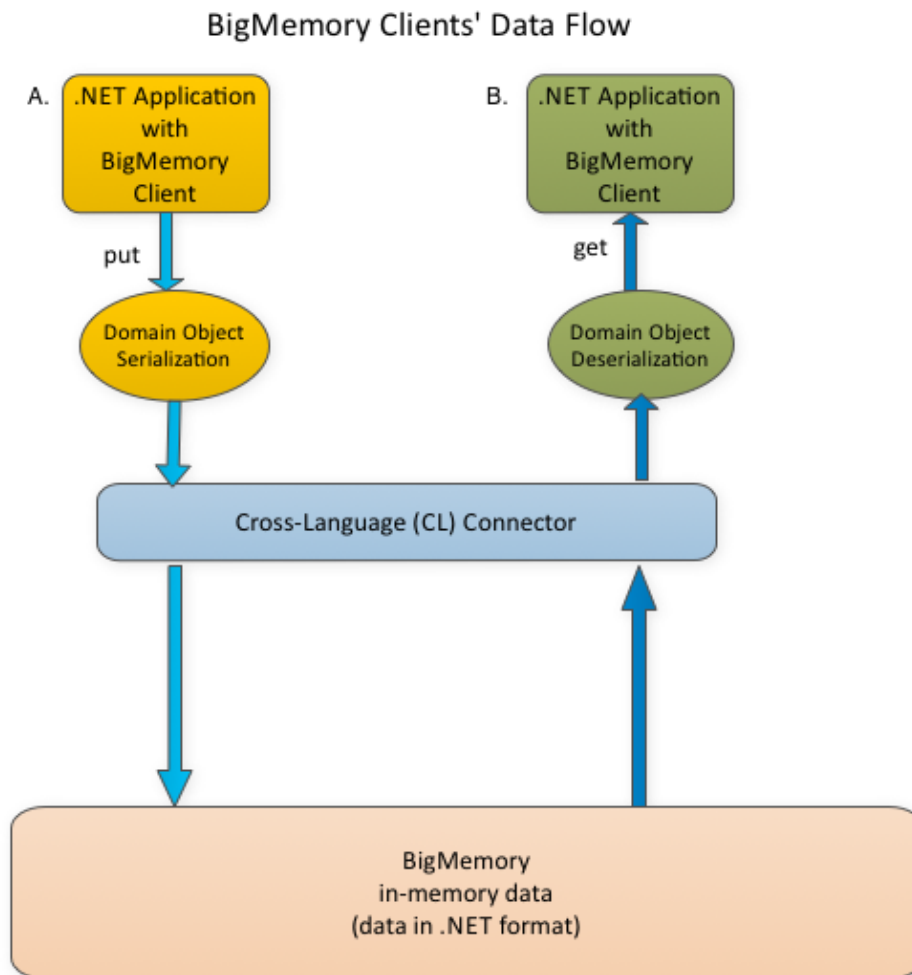 BigMemory Clients' Data Flow
A.
.NET Application
with
BigMemory
Client
B.
.NET Application
with
BigMemory
Client
put
get
Domain Object
Serialization
Domain Object
Deserialization
Cross-Language (CL) Connector
BigMemory
in-memory data
(data in .NET format)